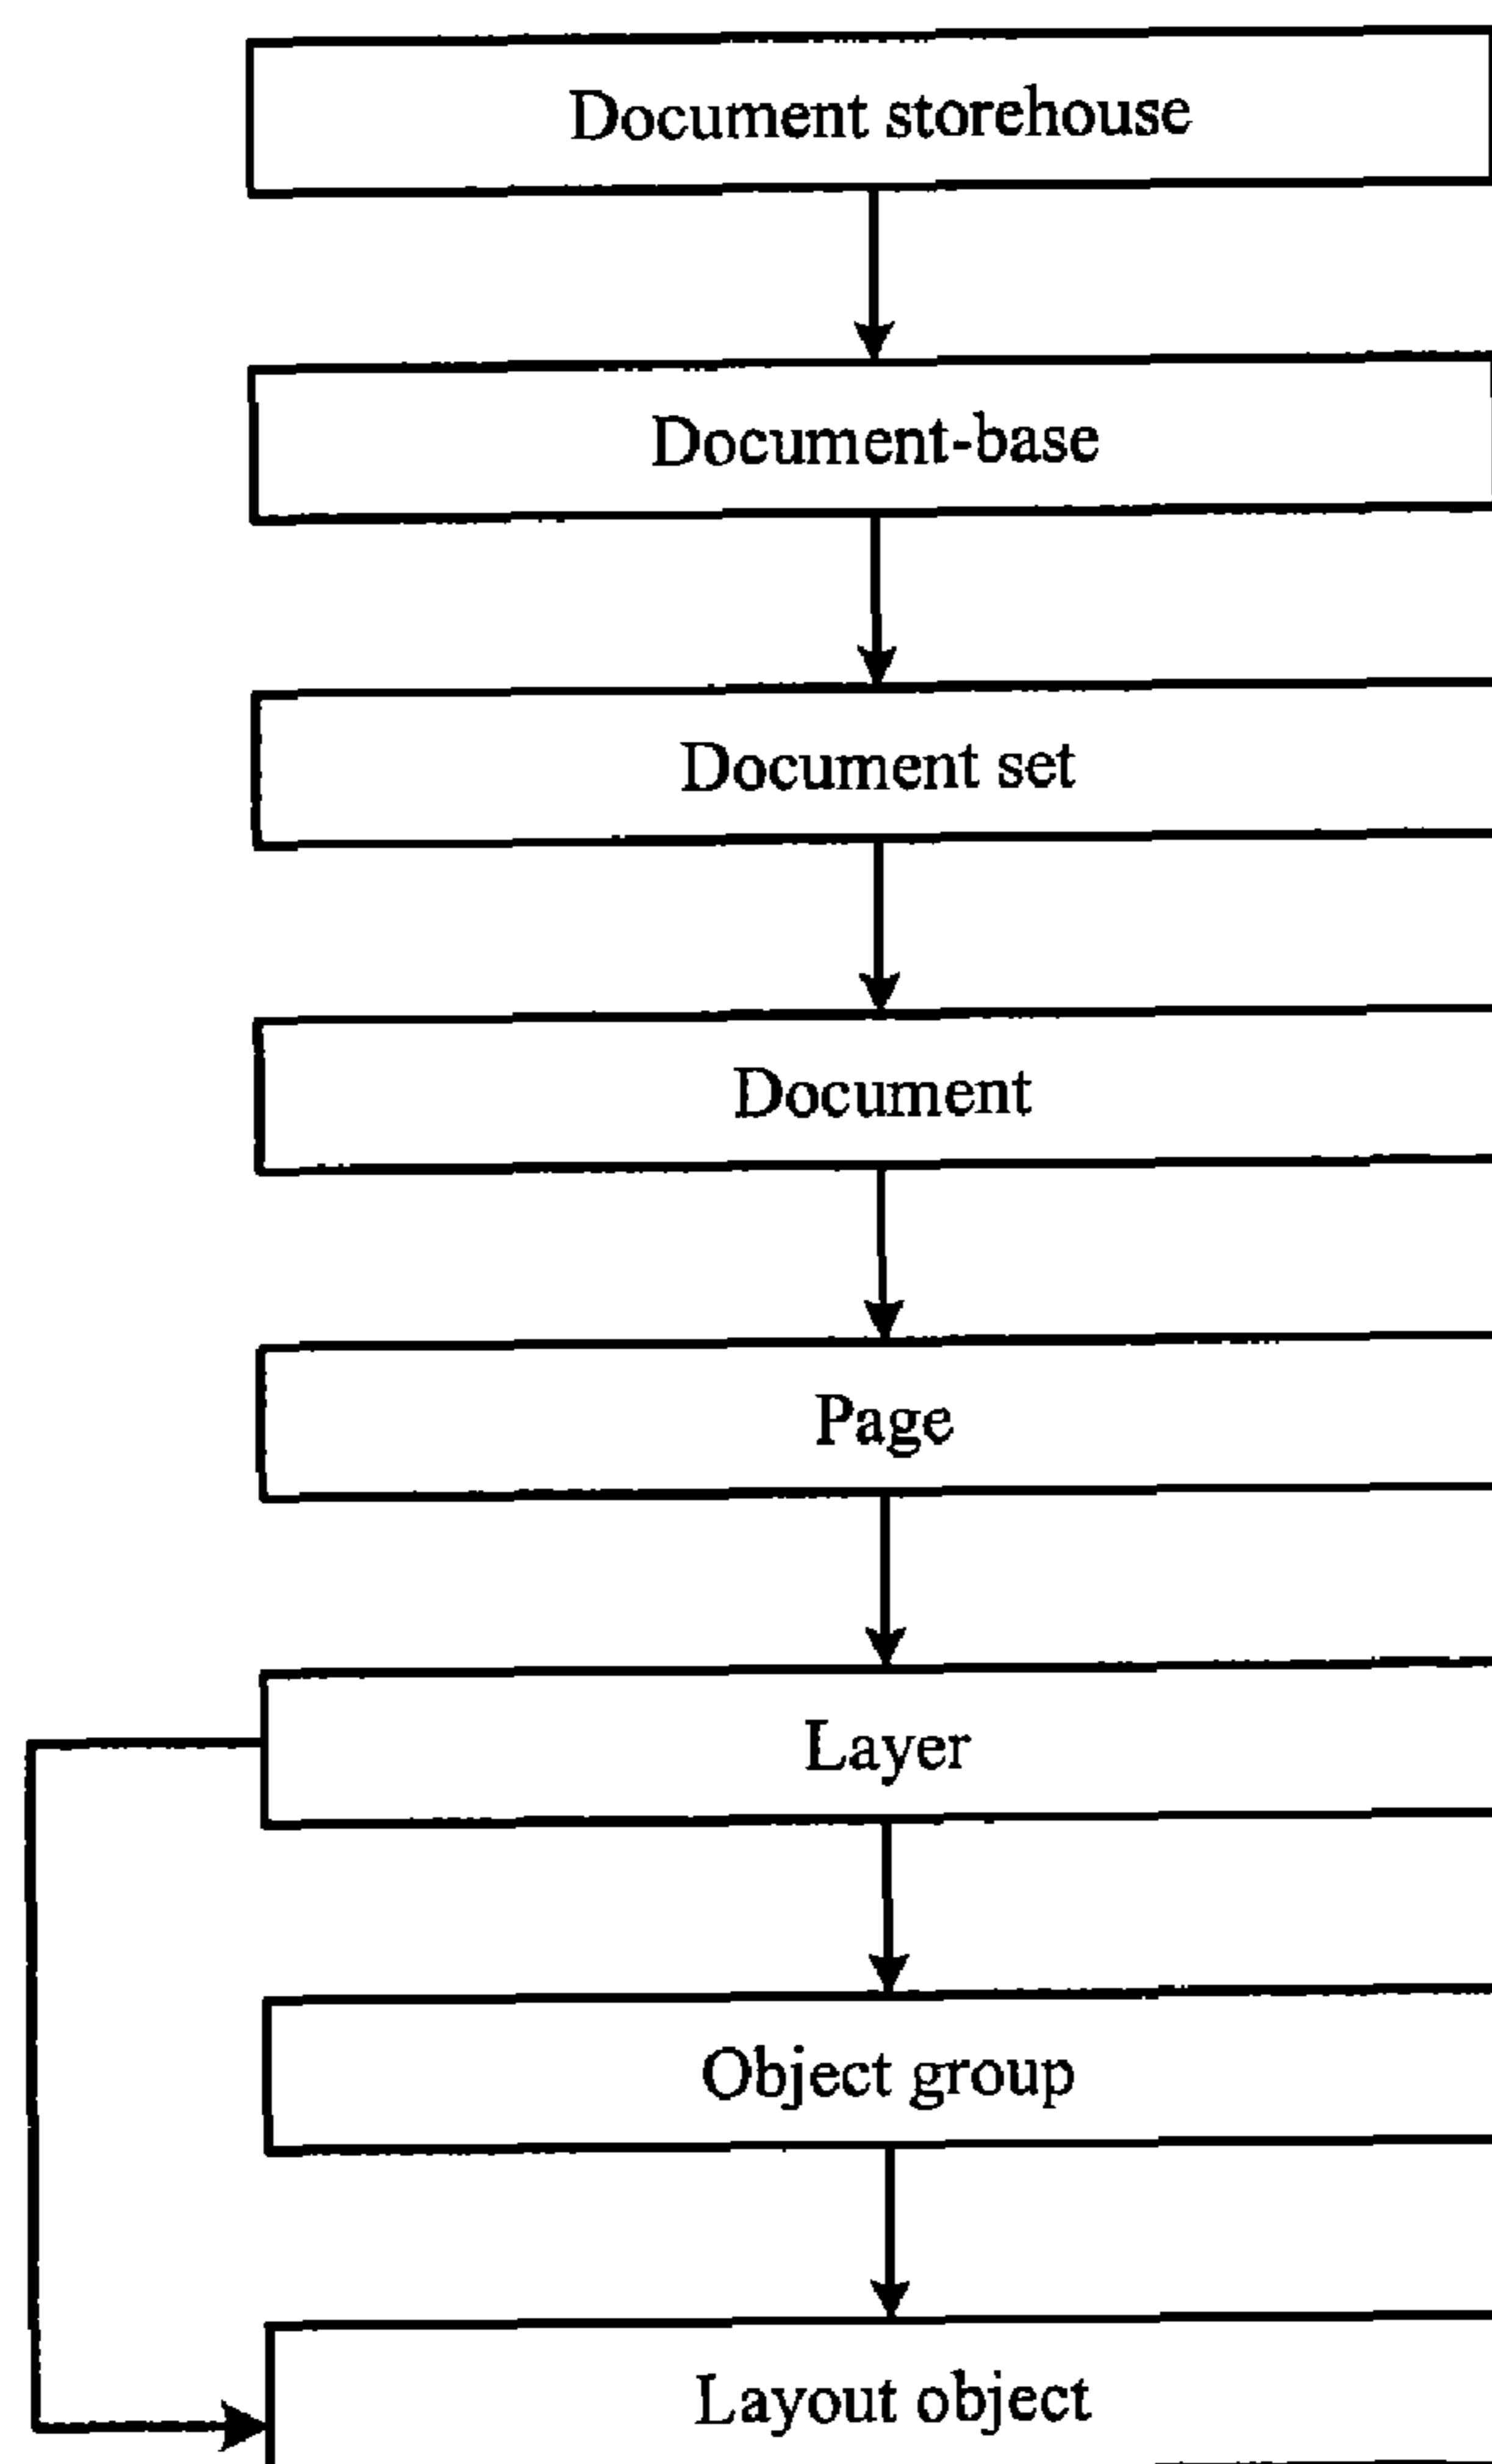 Document storehouse
Document-base
Document set
Document
Page
Layer
Object group
Layout object